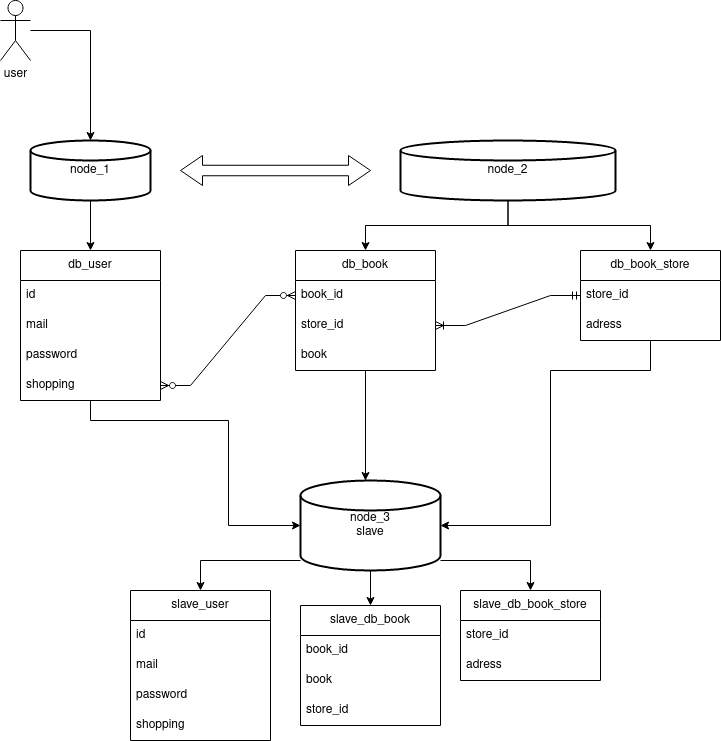 user
node_1
node_2
db_user
id
mail
password
shopping
db_book
book_id
store_id
book
db_book_store
store_id
adress
node_3
slave
slave_user
id
mail
password
shopping
slave_db_book
book_id
book
store_id
slave_db_book_store
store_id
adress